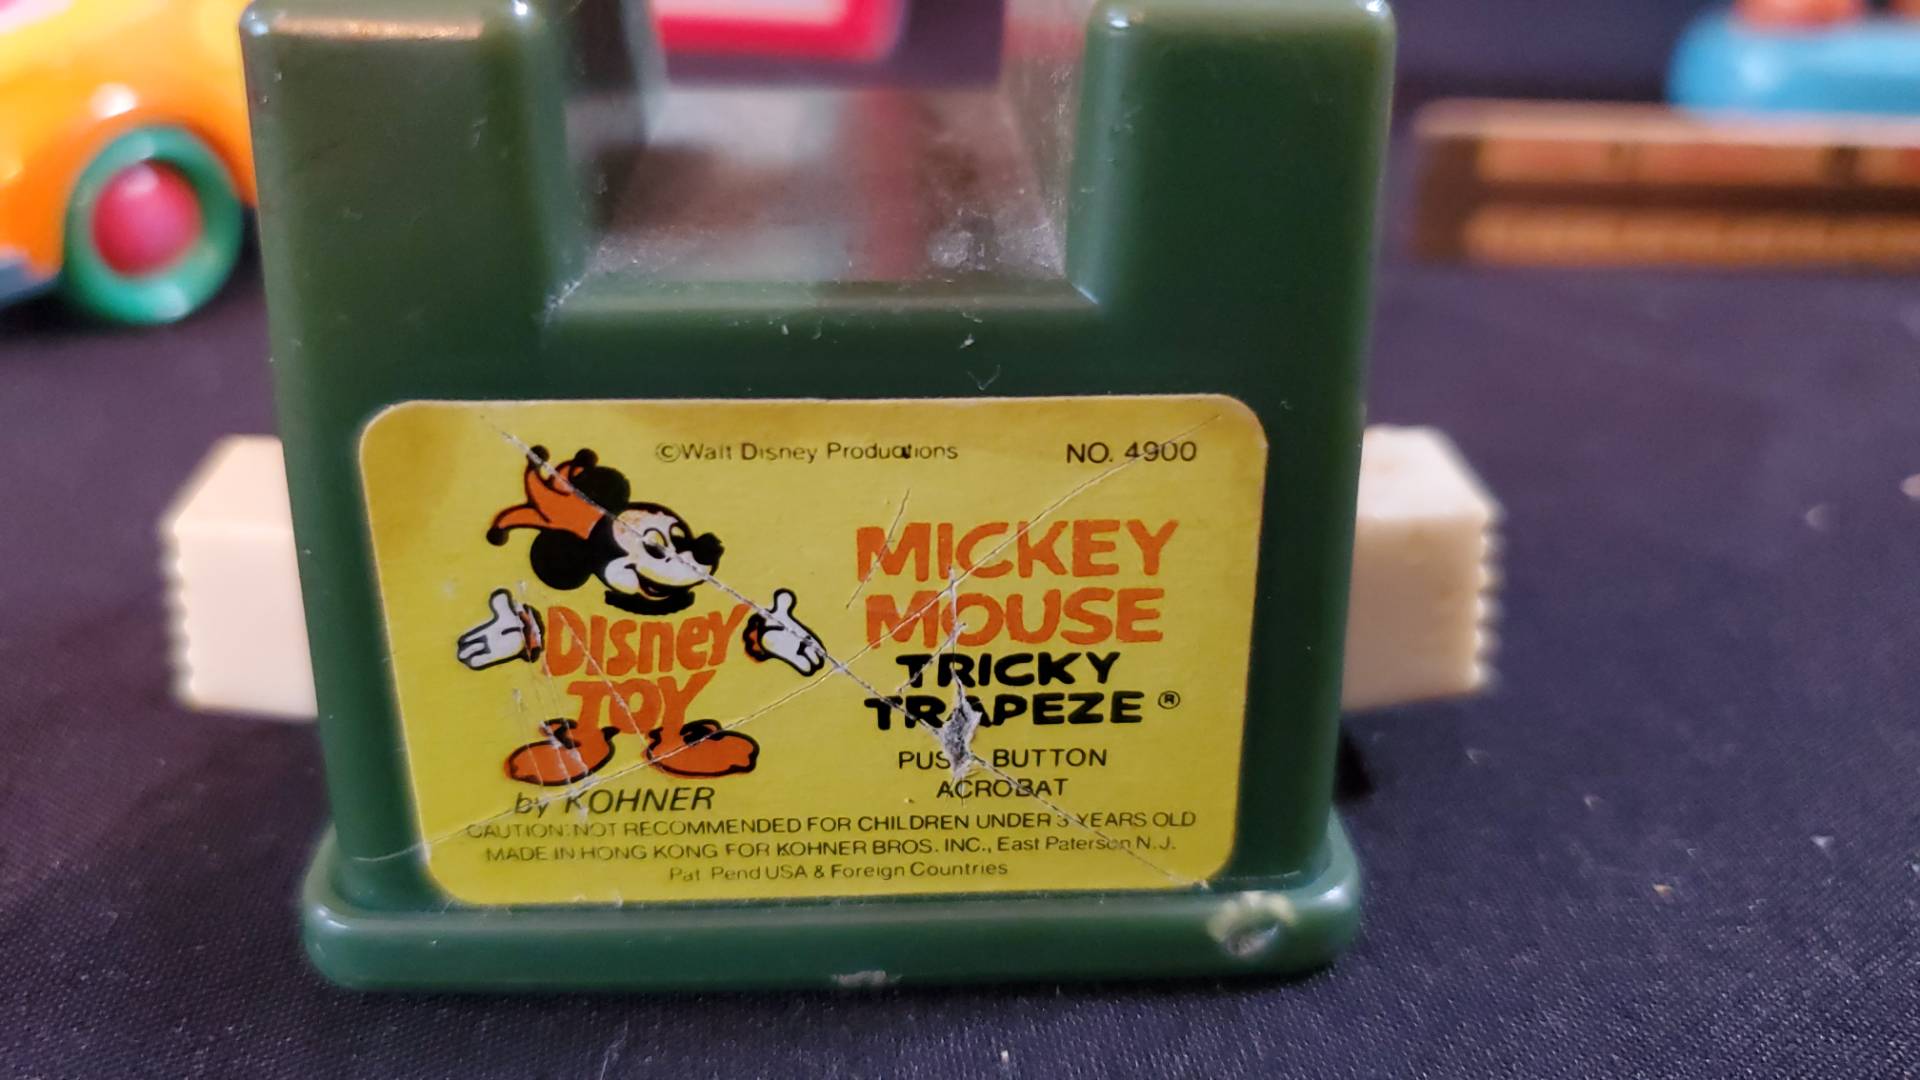 ©Walt Disney Productions NO. 4900
MICKEY
MOUSE
TRICKY
TRAPEZE ®
DISNEY
TOY
PUSH BUTTON
ACROBAT
by KOHNER
CAUTION: NOT RECOMMENDED FOR CHILDREN UNDER 3 YEARS OLD
MADE IN HONG KONG FOR KOHNER BROS. INC., East Paterson N.J.
Pat Pend USA & Foreign Countries